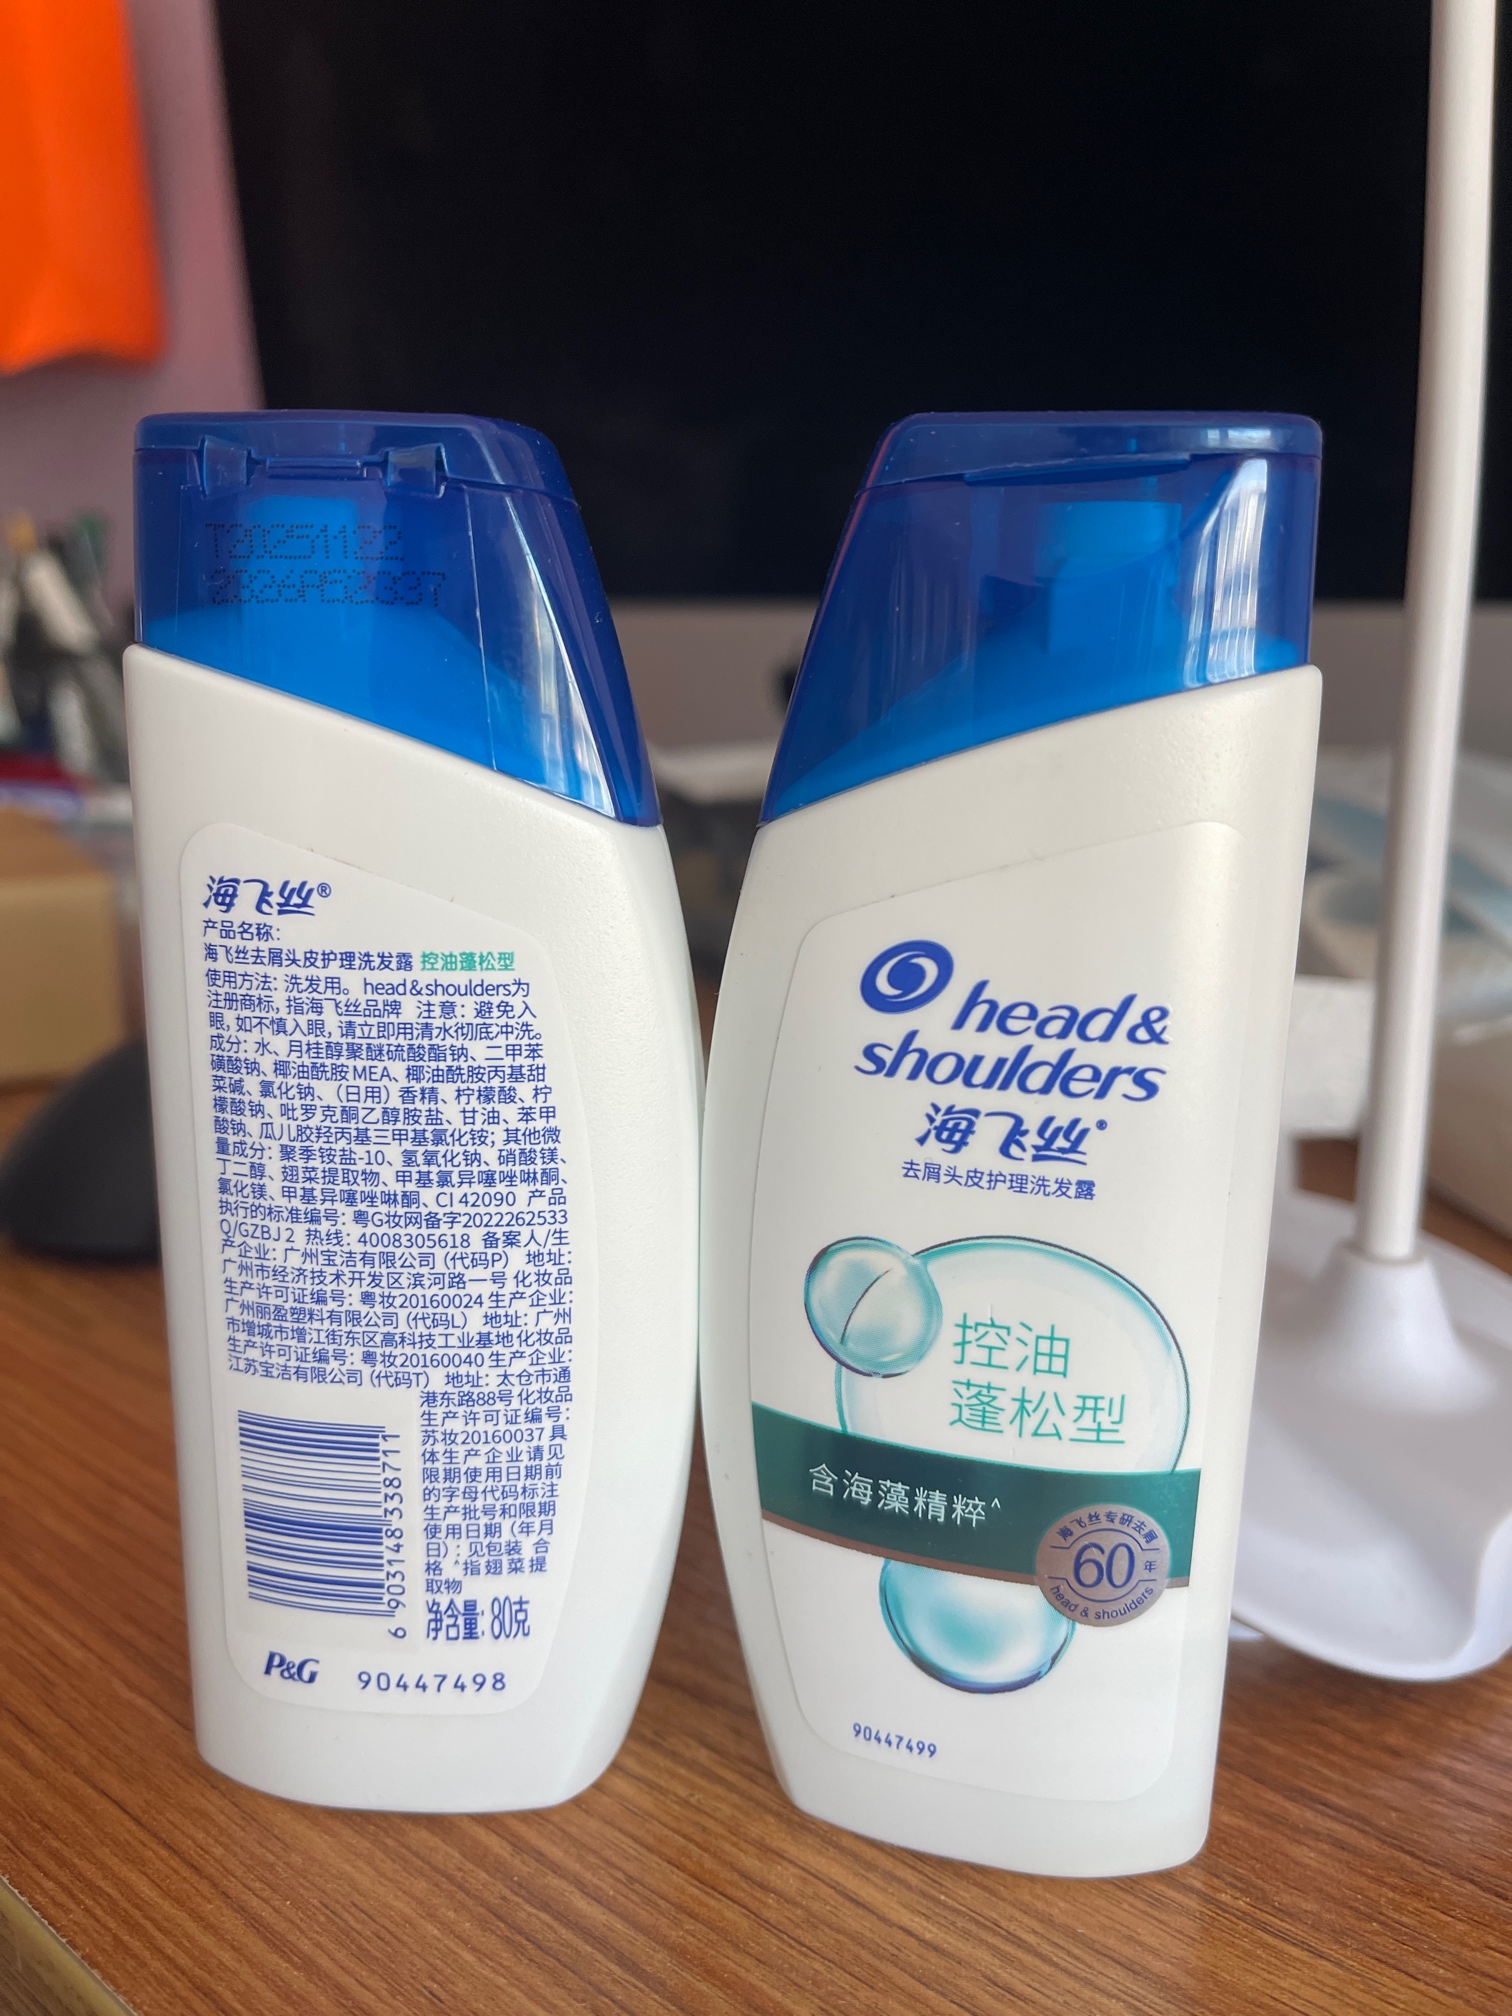 T20251122
海飞丝®
产品名称：
海飞丝去屑头皮护理洗发露 控油蓬松型
使用方法：洗发用。head&shoulders为
注册商标，指海飞丝品牌 注意：避免入
眼，如不慎入眼，请立即用清水彻底冲洗。
成分：水、月桂醇聚醚硫酸酯钠、二甲苯
磺酸钠、椰油酰胺MEA、椰油酰胺丙基甜
菜碱、氯化钠、（日用）香精、柠檬酸、柠
檬酸钠、吡罗克酮乙醇胺盐、甘油、苯甲
酸钠、瓜儿胶羟丙基三甲基氯化铵；其他微
量成分：聚季铵盐-10、氢氧化钠、硝酸镁、
丁二醇、翅菜提取物、甲基氯异噻唑啉酮、
氯化镁、甲基异噻唑啉酮、CI 42090 产品
执行的标准编号：粤G妆网备字2022262533
Q/GZBJ 2 热线：4008305618 备案人/生
产企业：广州宝洁有限公司（代码P） 地址：
广州市经济技术开发区滨河路一号 化妆品
生产许可证编号：粤妆20160024 生产企业：
广州丽盈塑料有限公司（代码L） 地址：广州
市增城市增江街东区高科技工业基地 化妆品
生产许可证编号：粤妆20160040 生产企业：
江苏宝洁有限公司（代码T） 地址：太仓市通
港东路88号 化妆品
生产许可证编号：
苏妆20160037 具
体生产企业请见
限期使用日期前
的字母代码标注
生产批号和限期
使用日期（年月
日）：见包装 合
格 ^指翅菜提
取物
净含量：80克
6 903148 338711
P&G 90447498
head&
shoulders
海飞丝®
去屑头皮护理洗发露
控油
蓬松型
含海藻精粹^
海飞丝专研去屑
60年
head & shoulders
90447499